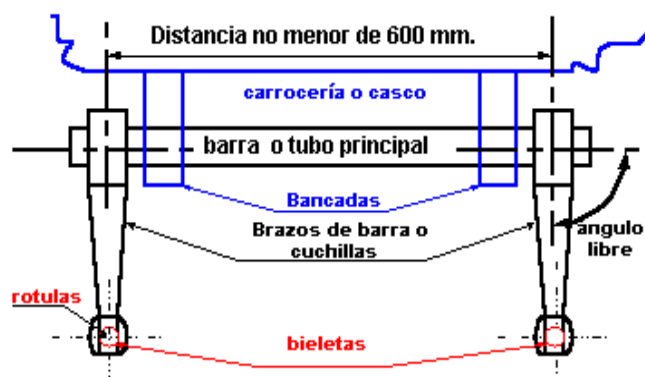 Distancia no menor de 600 mm.
carrocería o casco
barra o tubo principal
Bancadas
Brazos de barra o
cuchillas
angulo
libre
rotulas
bieletas